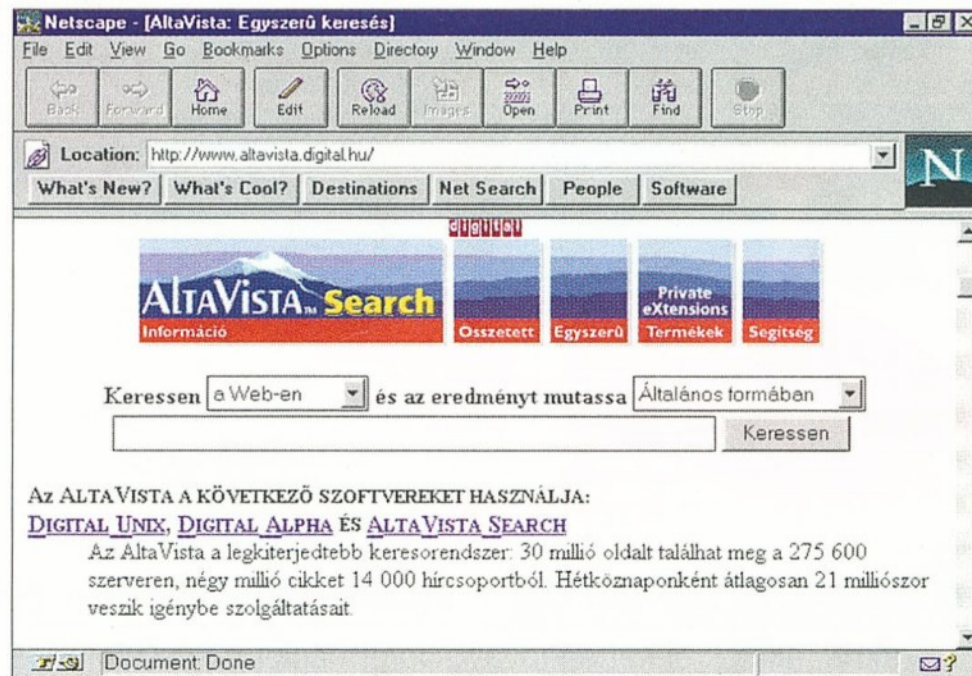 Netscape - [AltaVista: Egyszerû keresés]
File Edit View Go Bookmarks Options Directory Window Help
Back Forward Home Edit Reload Images Open Print Find Stop
Location: http://www.altavista.digital.hu/
N
What's New? What's Cool? Destinations Net Search People Software
digital
ALTAVISTA™ Search
Private eXtensions
Információ Összetett Egyszerû Termékek Segítség
Keressen a Web-en és az eredményt mutassa Általános formában
Keressen
AZ ALTAVISTA A KÖVETKEZŐ SZOFTVEREKET HASZNÁLJA:
DIGITAL UNIX, DIGITAL ALPHA ÉS ALTAVISTA SEARCH
Az AltaVista a legkiterjedtebb keresorendszer: 30 millió oldalt találhat meg a 275 600
szerveren, négy millió cikket 14 000 hírcsoportból. Hétköznaponként átlagosan 21 milliószor
veszik igénybe szolgáltatásait.
Document: Done